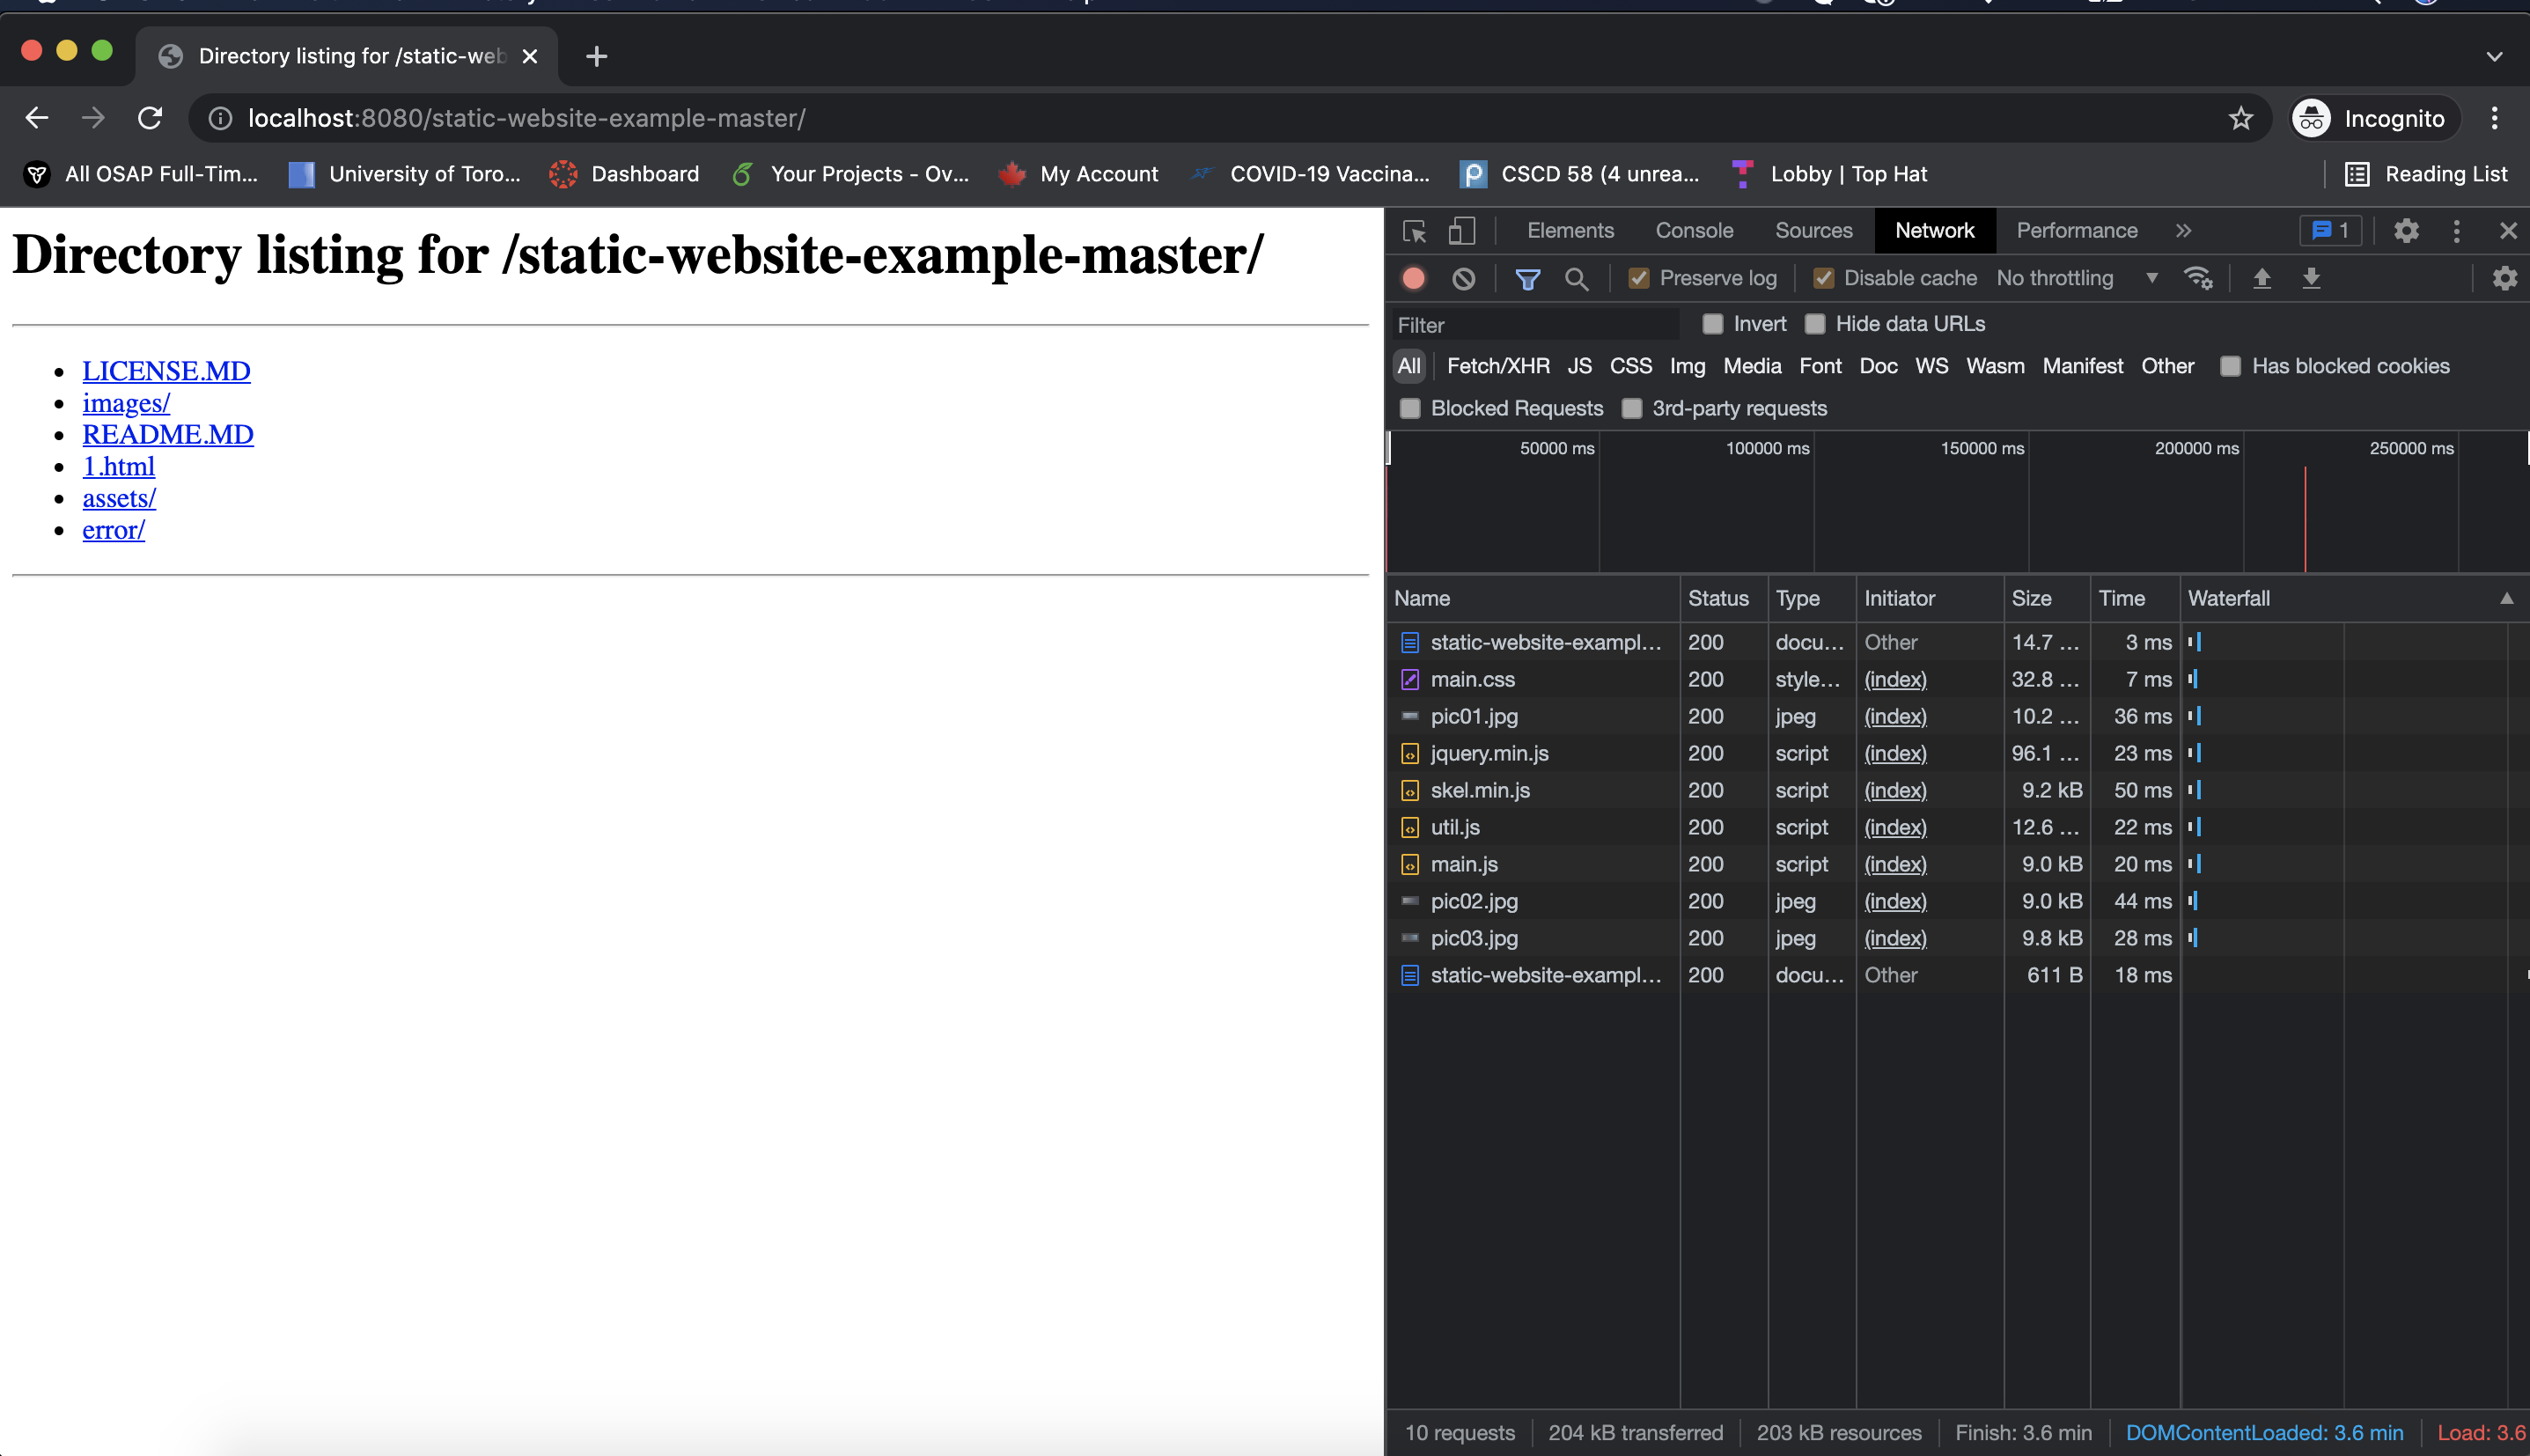 Directory listing for /static-web
localhost:8080/static-website-example-master/
Incognito
All OSAP Full-Tim...
University of Toro...
Dashboard
Your Projects - Ov...
My Account
COVID-19 Vaccina...
CSCD 58 (4 unrea...
Lobby | Top Hat
Reading List
Directory listing for /static-website-example-master/
LICENSE.MD
images/
README.MD
1.html
assets/
error/
Elements Console Sources Network Performance 1
Preserve log Disable cache No throttling
Filter Invert Hide data URLs
All Fetch/XHR JS CSS Img Media Font Doc WS Wasm Manifest Other Has blocked cookies
Blocked Requests 3rd-party requests
50000 ms 100000 ms 150000 ms 200000 ms 250000 ms
Name Status Type Initiator Size Time Waterfall
static-website-exampl... 200 docu... Other 14.7 ... 3 ms
main.css 200 style... (index) 32.8 ... 7 ms
pic01.jpg 200 jpeg (index) 10.2 ... 36 ms
jquery.min.js 200 script (index) 96.1 ... 23 ms
skel.min.js 200 script (index) 9.2 kB 50 ms
util.js 200 script (index) 12.6 ... 22 ms
main.js 200 script (index) 9.0 kB 20 ms
pic02.jpg 200 jpeg (index) 9.0 kB 44 ms
pic03.jpg 200 jpeg (index) 9.8 kB 28 ms
static-website-exampl... 200 docu... Other 611 B 18 ms
10 requests 204 kB transferred 203 kB resources Finish: 3.6 min DOMContentLoaded: 3.6 min Load: 3.6